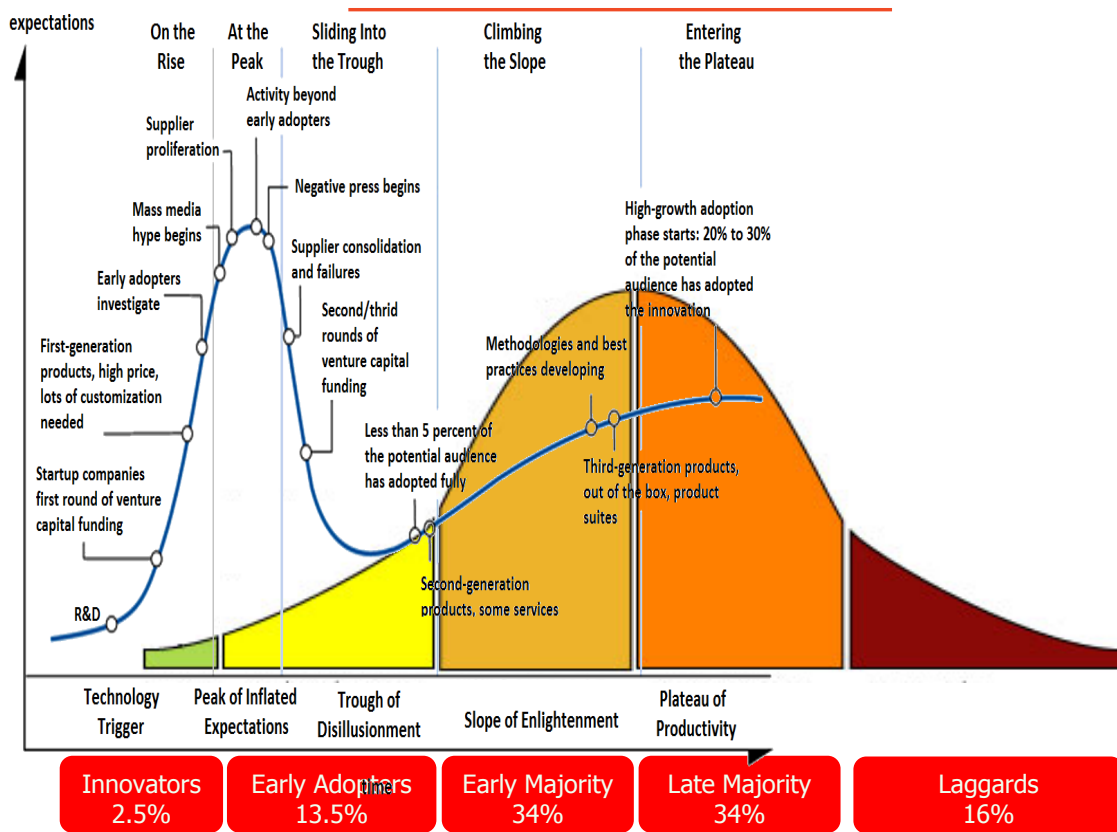 expectations
On the
Rise
At the
Peak
Sliding Into
the Trough
Climbing
the Slope
Entering
the Plateau
Activity beyond
early adopters
Supplier
proliferation
Negative press begins
Mass media
hype begins
Supplier consolidation
and failures
Early adopters
investigate
Second/thrid
rounds of
venture capital
funding
First-generation
products, high price,
lots of customization
needed
Startup companies
first round of venture
capital funding
R&D
Less than 5 percent of
the potential audience
has adopted fully
Second-generation
products, some services
Methodologies and best
practices developing
Third-generation products,
out of the box, product
suites
High-growth adoption
phase starts: 20% to 30%
of the potential
audience has adopted
the innovation
Technology
Trigger
Peak of Inflated
Expectations
Trough of
Disillusionment
Slope of Enlightenment
Plateau of
Productivity
time
Innovators
2.5%
Early Adopters
13.5%
Early Majority
34%
Late Majority
34%
Laggards
16%